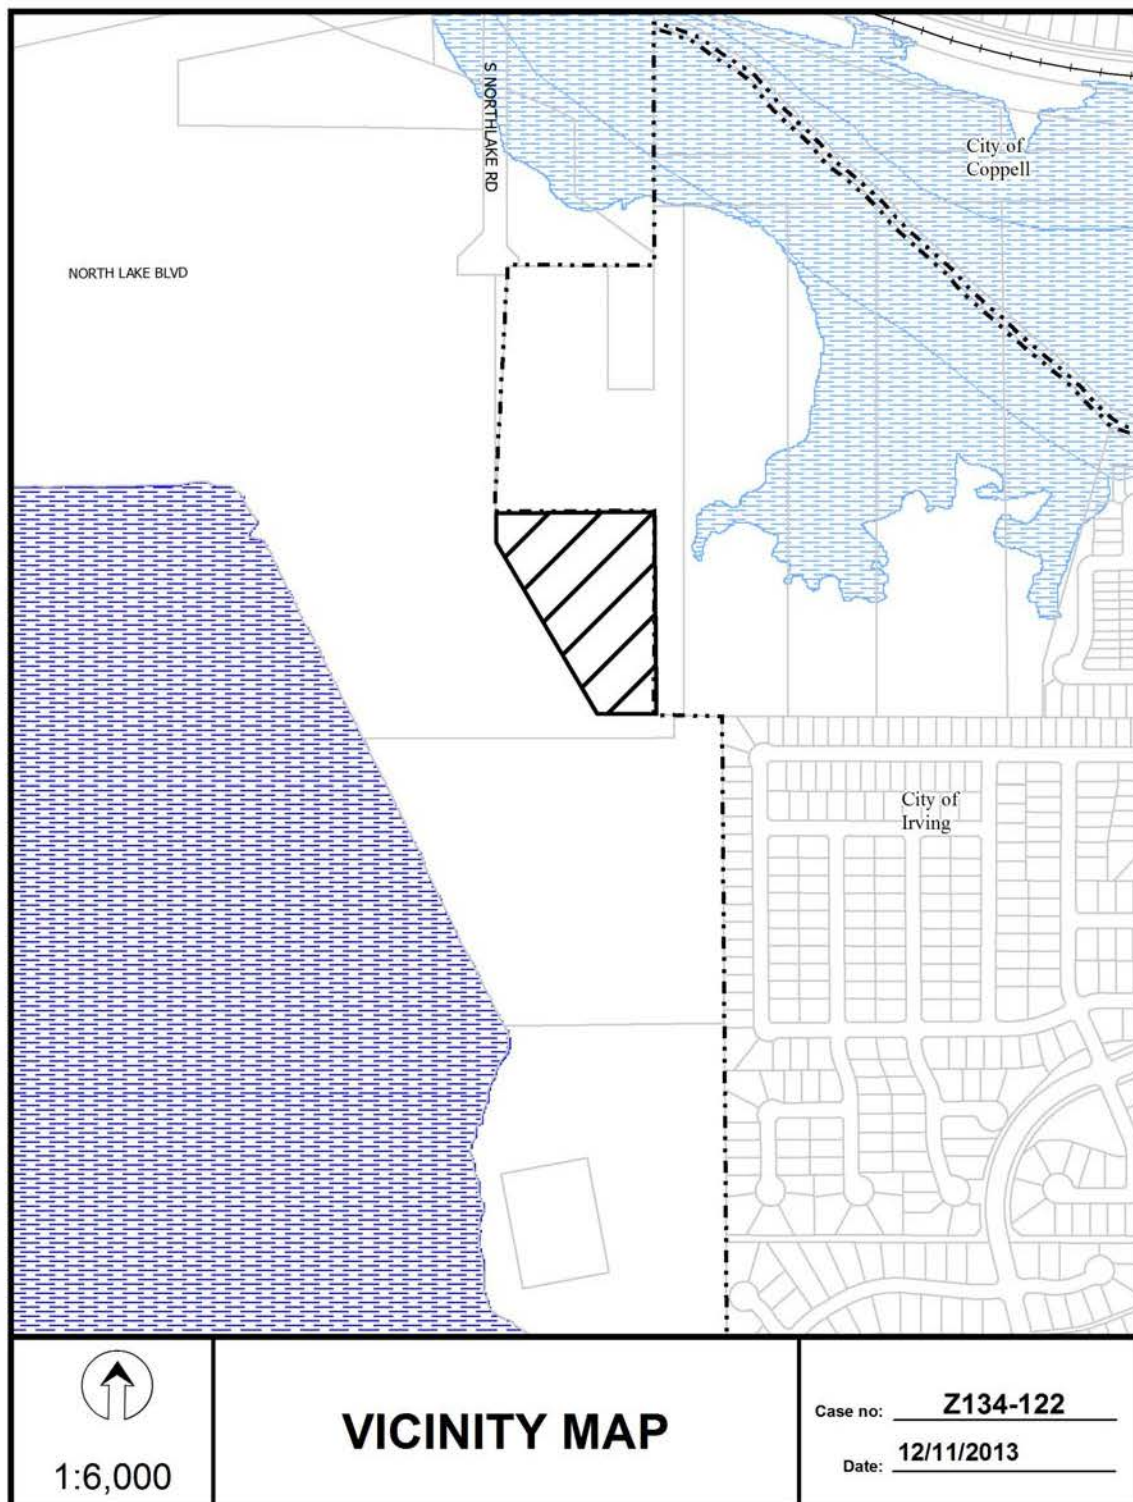 S NORTHLAKE RD
City of
Coppell
NORTH LAKE BLVD
City of
Irving
1:6,000
VICINITY MAP
Case no: Z134-122
Date: 12/11/2013